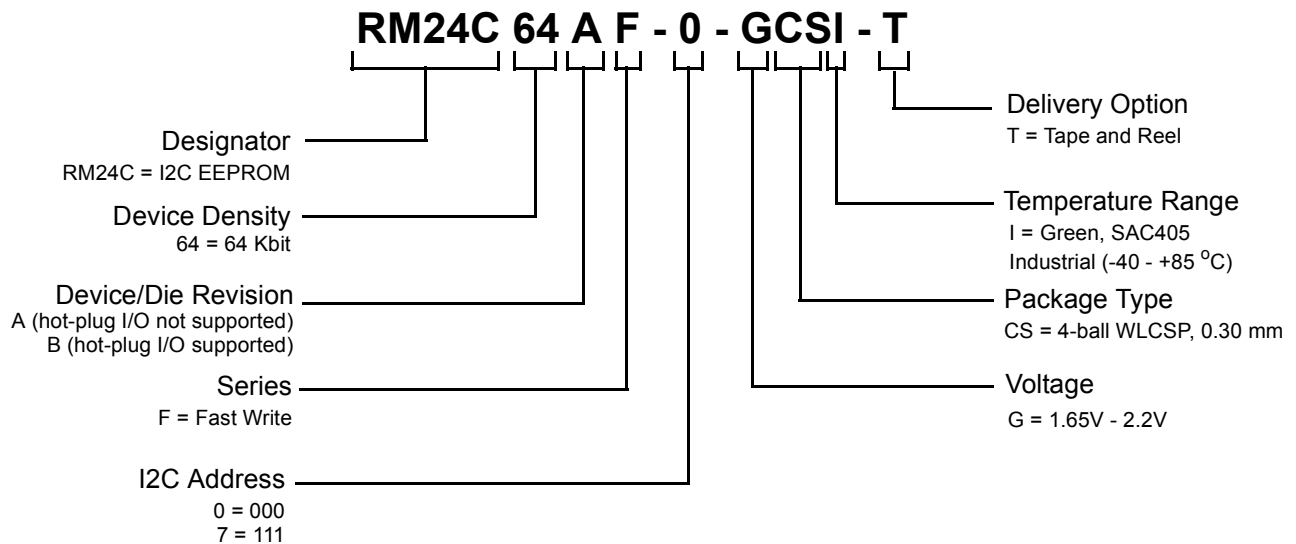 RM24C 64 A F - 0 - GCSI - T
Designator
RM24C = I2C EEPROM
Device Density
64 = 64 Kbit
Device/Die Revision
A (hot-plug I/O not supported)
B (hot-plug I/O supported)
Series
F = Fast Write
I2C Address
0 = 000
7 = 111
Delivery Option
T = Tape and Reel
Temperature Range
I = Green, SAC405
Industrial (-40 - +85 °C)
Package Type
CS = 4-ball WLCSP, 0.30 mm
Voltage
G = 1.65V - 2.2V